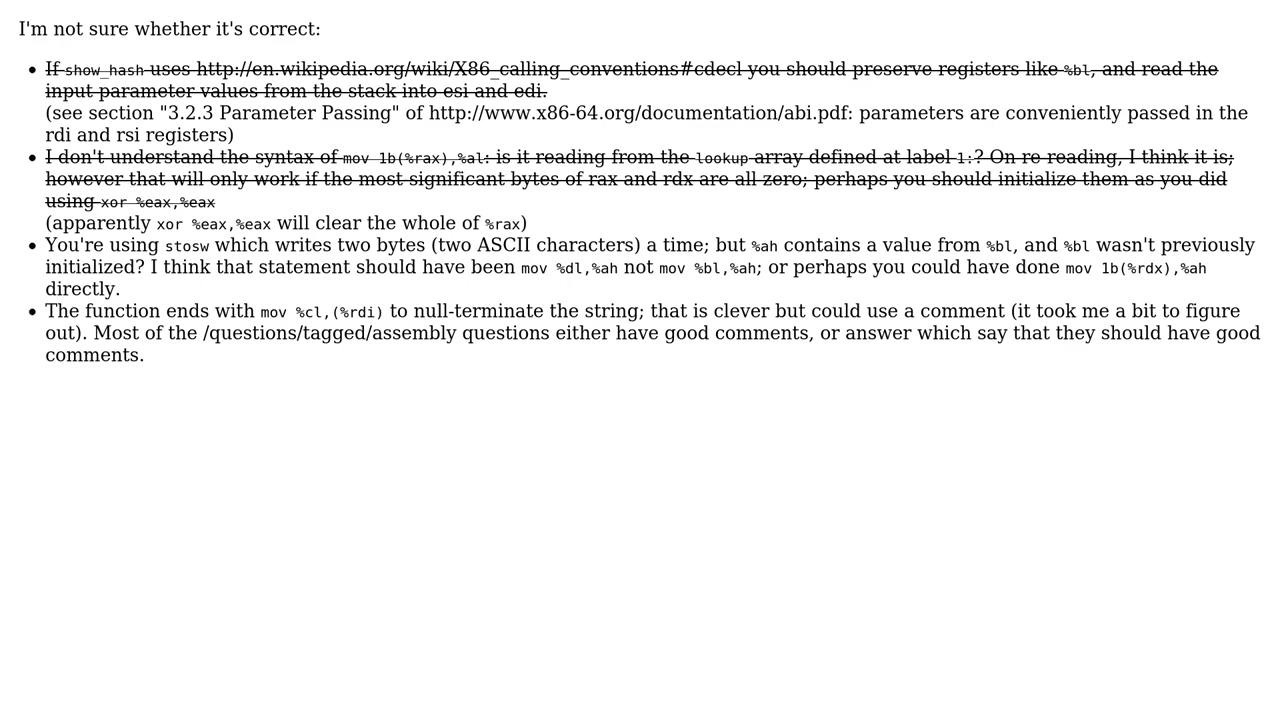 I'm not sure whether it's correct:
• If show_hash uses http://en.wikipedia.org/wiki/X86_calling_conventions#cdecl you should preserve registers like %bl, and read the
input parameter values from the stack into esi and edi.
(see section "3.2.3 Parameter Passing" of http://www.x86-64.org/documentation/abi.pdf: parameters are conveniently passed in the
rdi and rsi registers)
• I don't understand the syntax of mov 1b(%rax),%al: is it reading from the lookup array defined at label 1:? On re-reading, I think it is;
however that will only work if the most significant bytes of rax and rdx are all zero; perhaps you should initialize them as you did
using xor %eax,%eax
(apparently xor %eax,%eax will clear the whole of %rax)
• You're using stosw which writes two bytes (two ASCII characters) a time; but %ah contains a value from %bl, and %bl wasn't previously
initialized? I think that statement should have been mov %dl,%ah not mov %bl,%ah; or perhaps you could have done mov 1b(%rdx),%ah
directly.
• The function ends with mov %cl,(%rdi) to null-terminate the string; that is clever but could use a comment (it took me a bit to figure
out). Most of the /questions/tagged/assembly questions either have good comments, or answer which say that they should have good
comments.